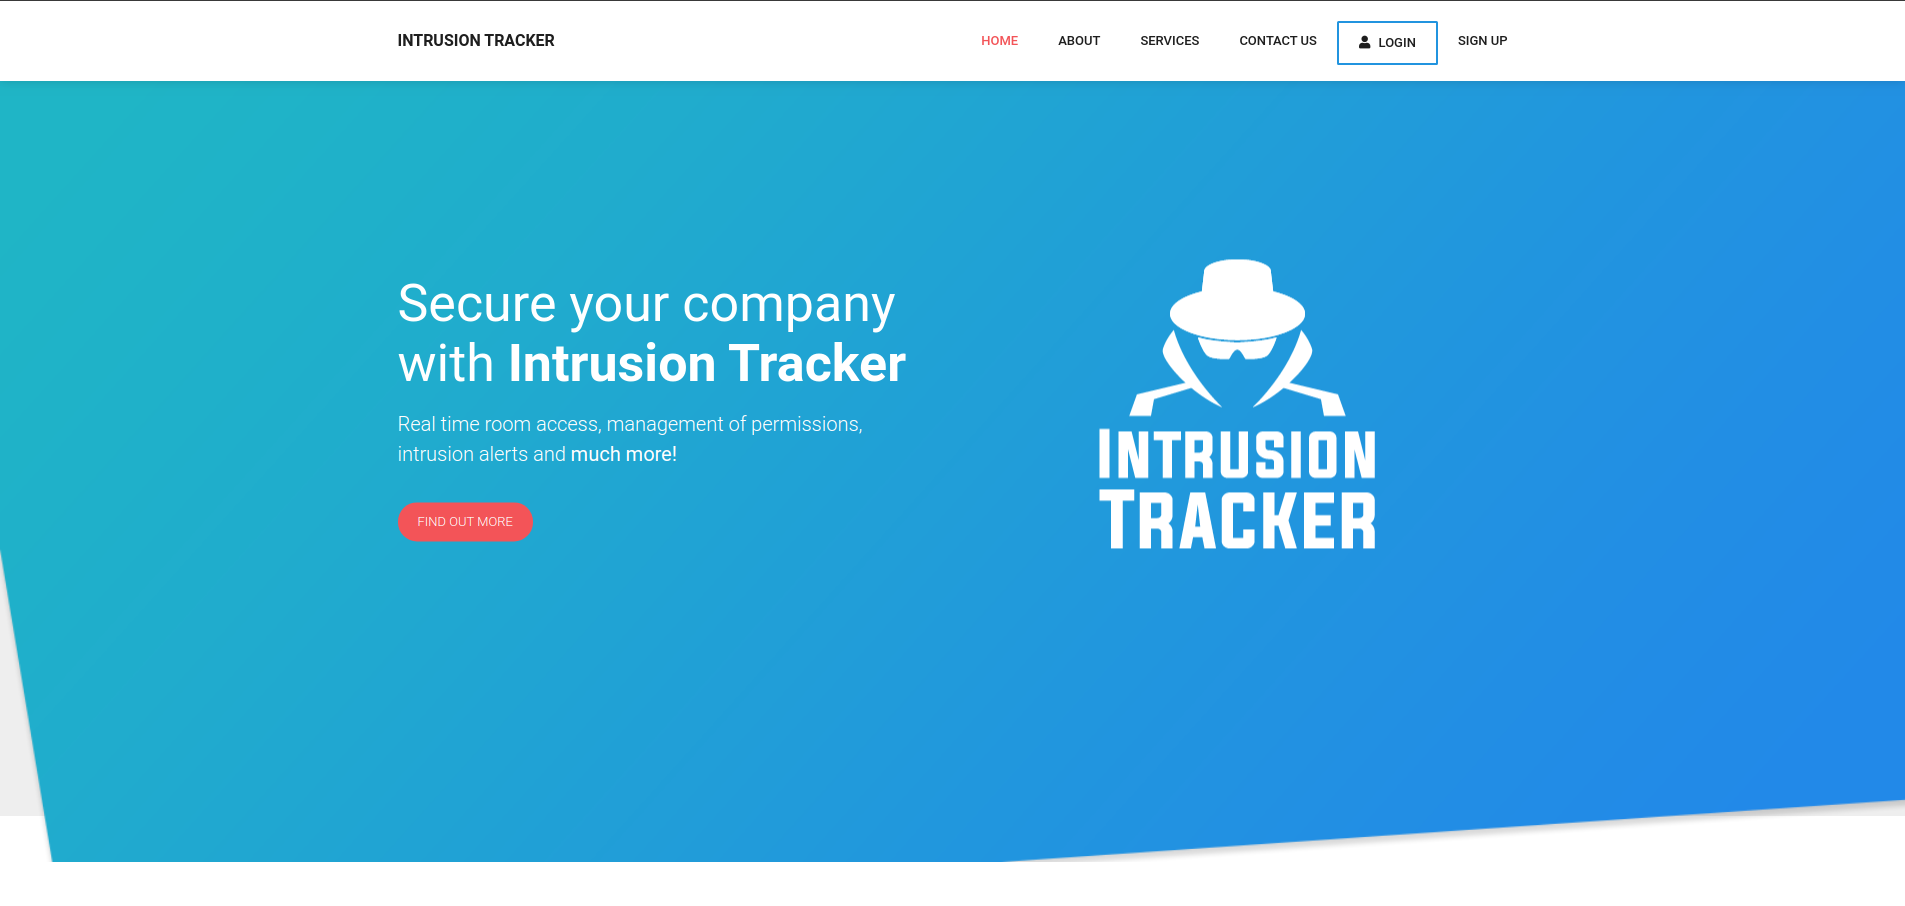 INTRUSION TRACKER
HOME ABOUT SERVICES CONTACT US LOGIN SIGN UP
Secure your company
with Intrusion Tracker
Real time room access, management of permissions,
intrusion alerts and much more!
FIND OUT MORE
INTRUSION
TRACKER